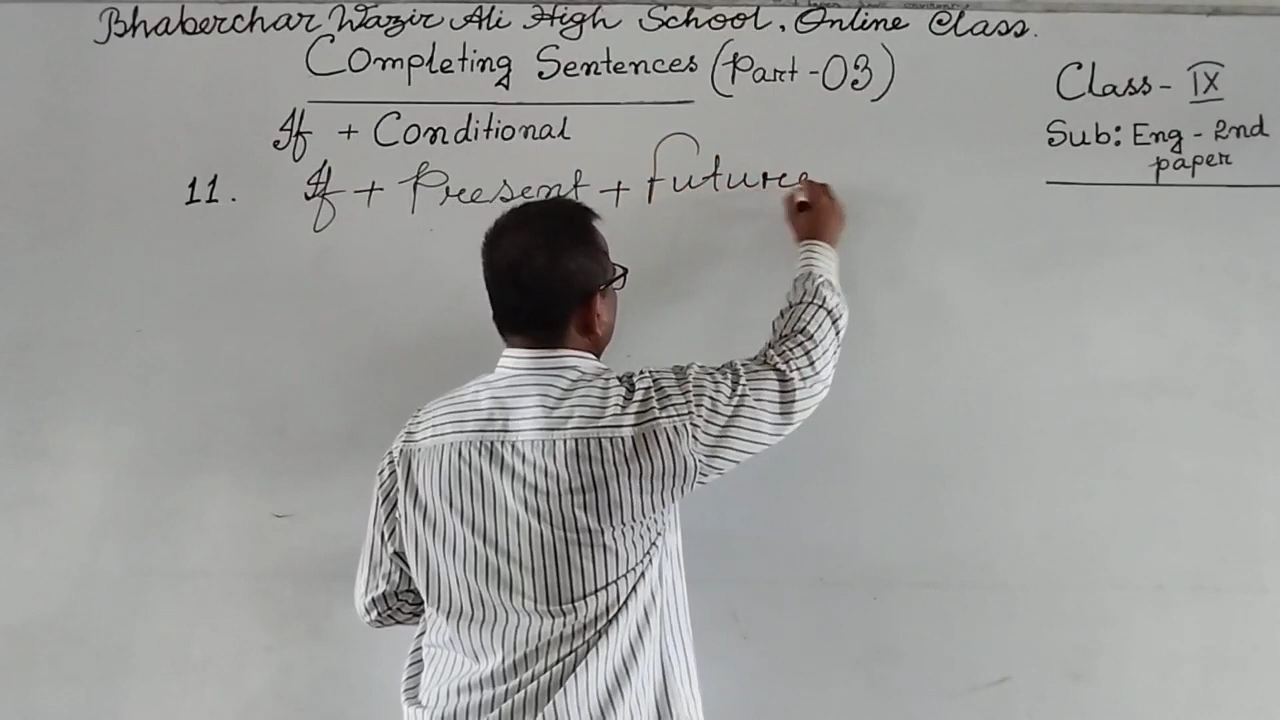 Bhaberchar Wazir Ali High School, Online Class.
Completing Sentences (Part-03)
If + Conditional
11. If + Present + Future
Class - IX
Sub: Eng - 2nd
paper